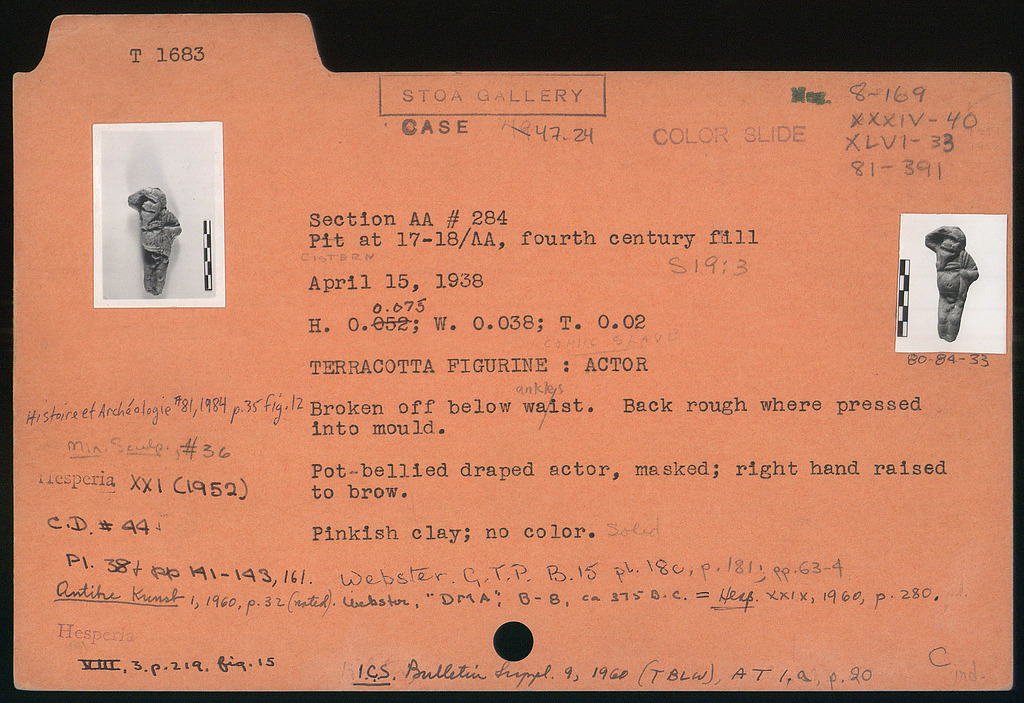 T 1683
STOA GALLERY
CASE 47-24
COLOR SLIDE
Neg. 8-169
XXXIV-40
XLVI-33
81-391
Section AA # 284
Pit at 17-18/AA, fourth century fill
CISTERN
S19:3
April 15, 1938
0.075
H. 0.052; W. 0.038; T. 0.02
COMIC SLAVE
TERRACOTTA FIGURINE : ACTOR
80-84-33
ankles
Broken off below waist. Back rough where pressed
into mould.
Pot-bellied draped actor, masked; right hand raised
to brow.
Pinkish clay; no color. Solid
Histoire et Archéologie #81, 1984 p.35 fig. 12
Min. Sculp., #36
Hesperia XXI (1952)
C.D. # 44
Pl. 38 pp 141-143, 161. Webster. G.T.P. B.15 pl. 18c, p. 181; pp. 63-4
Antike Kunst 1, 1960, p. 32 (noted). Webster, "DMA", B-8, ca 375 B.C. = Hesp. XXIX, 1960, p. 280.
Hesperia
VIII, 3. p. 219. fig. 15
I.C.S. Bulletin Suppl. 9, 1960 (TBLW), AT 1,a, p. 20
C
ind.